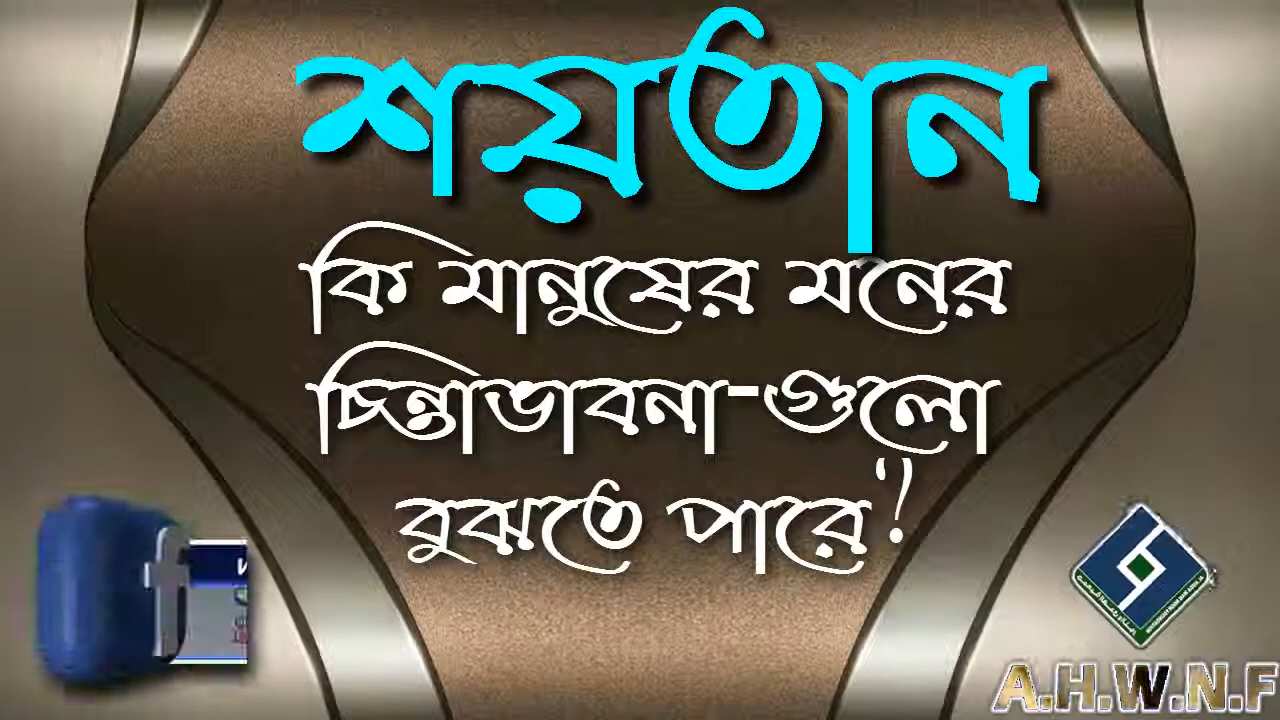 শয়তান
কি মানুষের মনের
চিন্তাভাবনা-গুলো
বুঝতে পারে?
A.H.W.N.F